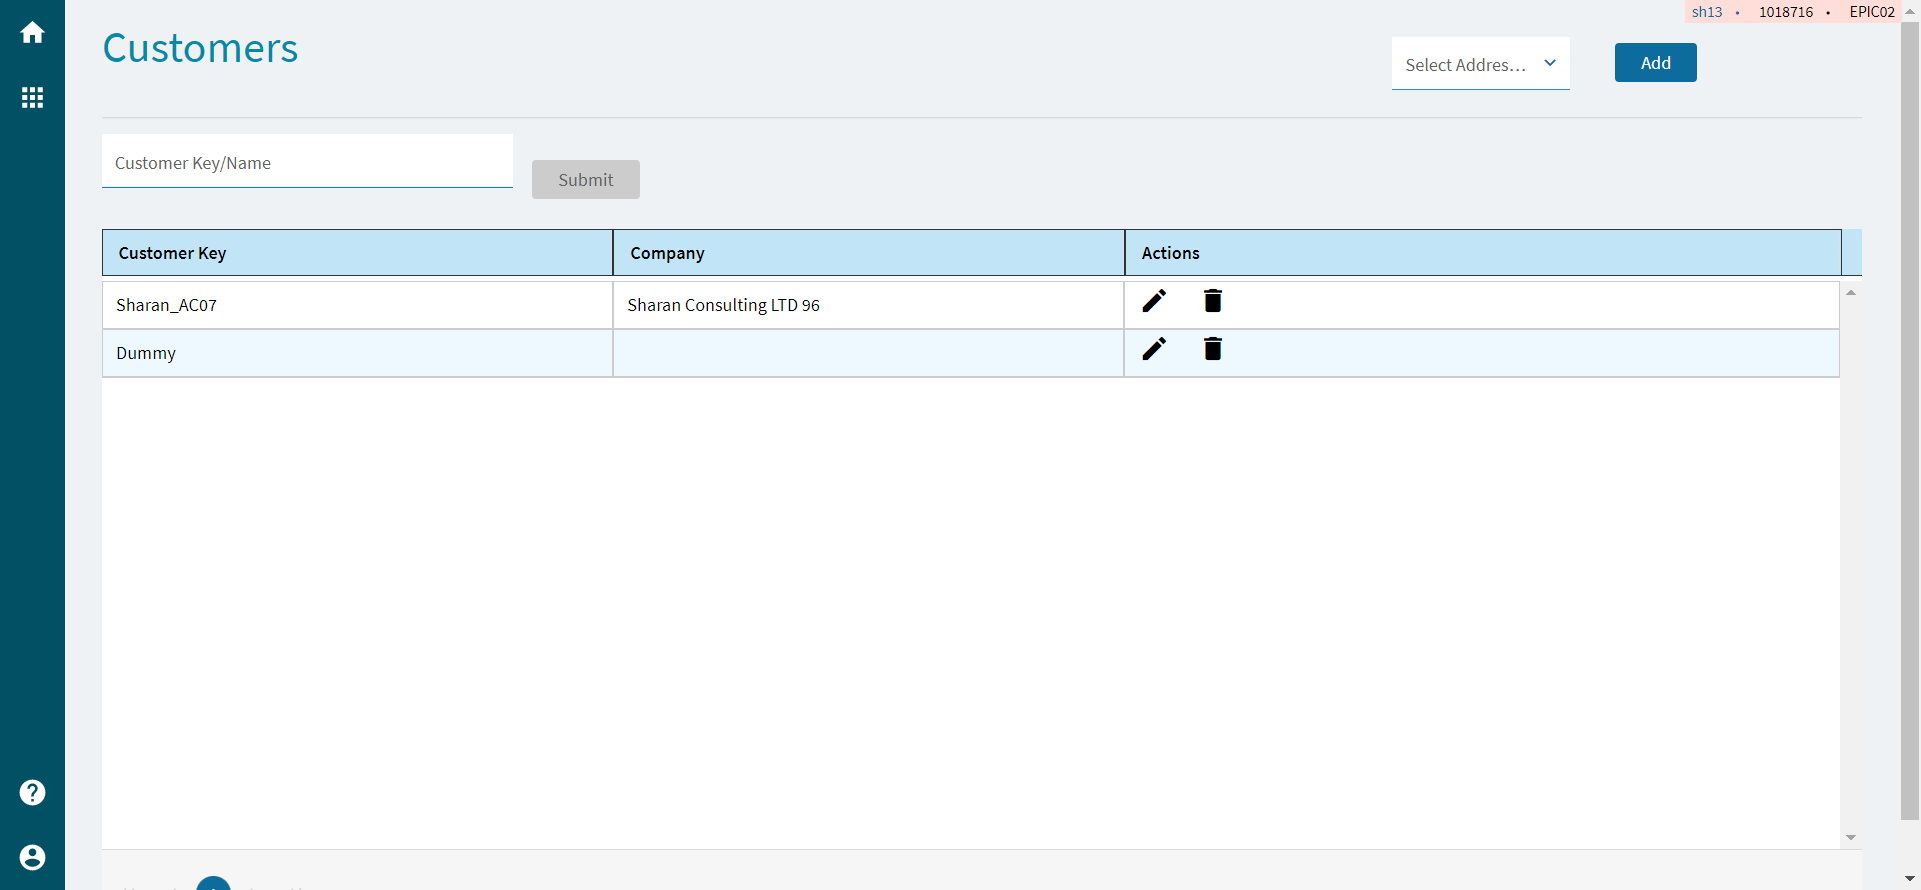 sh13 • 1018716 • EPIC02
Customers
Select Addres...
Add
Customer Key/Name
Submit
Customer Key Company Actions
Sharan_AC07 Sharan Consulting LTD 96
Dummy